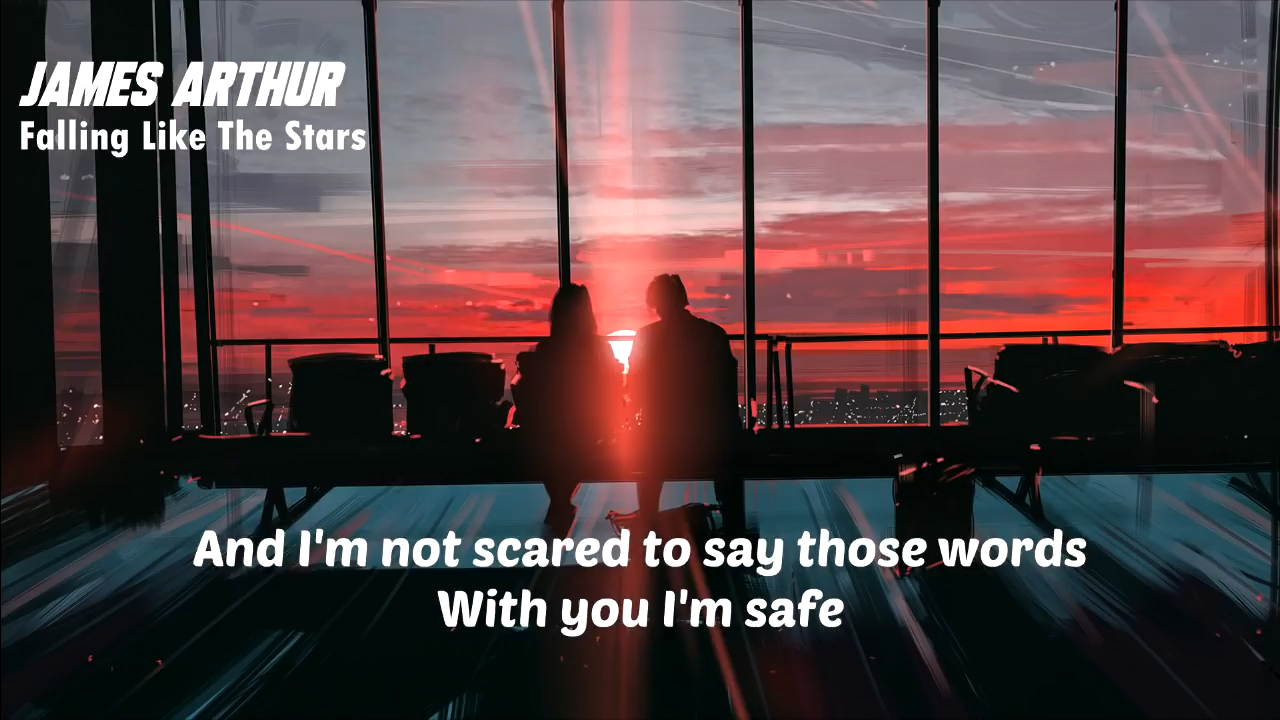 JAMES ARTHUR
Falling Like The Stars
And I'm not scared to say those words
With you I'm safe